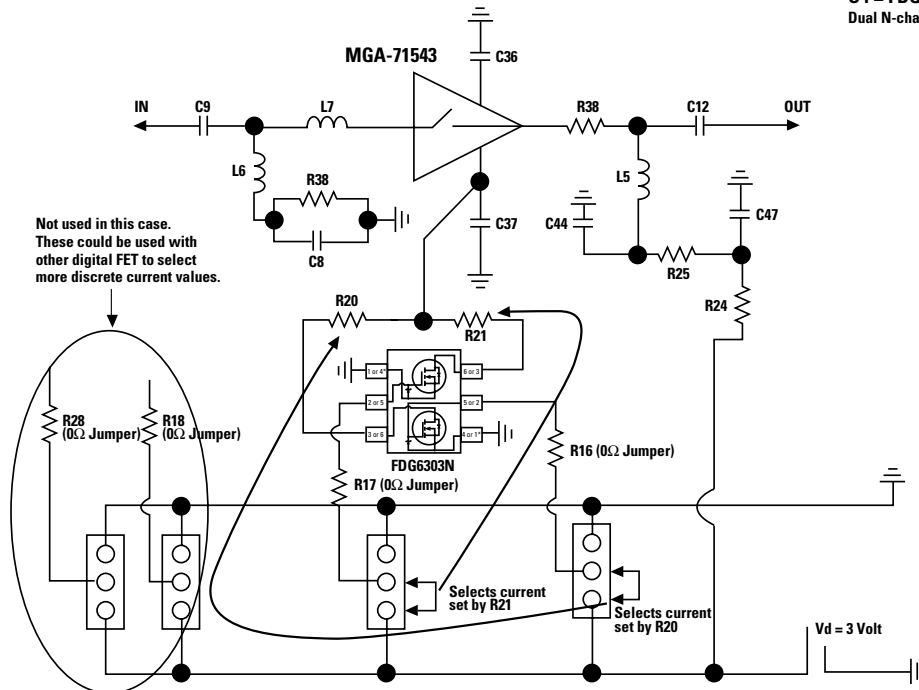 Dual N-cha
MGA-71543
C36
IN
C9
L7
R38
C12
OUT
L6
R38
C8
C37
L5
C44
C47
R25
R24
Not used in this case.
These could be used with
other digital FET to select
more discrete current values.
R20
R21
1 or 4*
6 or 3
2 or 5
5 or 2
3 or 6
4 or 1*
FDG6303N
R28
(0Ω Jumper)
R18
(0Ω Jumper)
R17 (0Ω Jumper)
R16 (0Ω Jumper)
Selects current
set by R21
Selects current
set by R20
Vd = 3 Volt